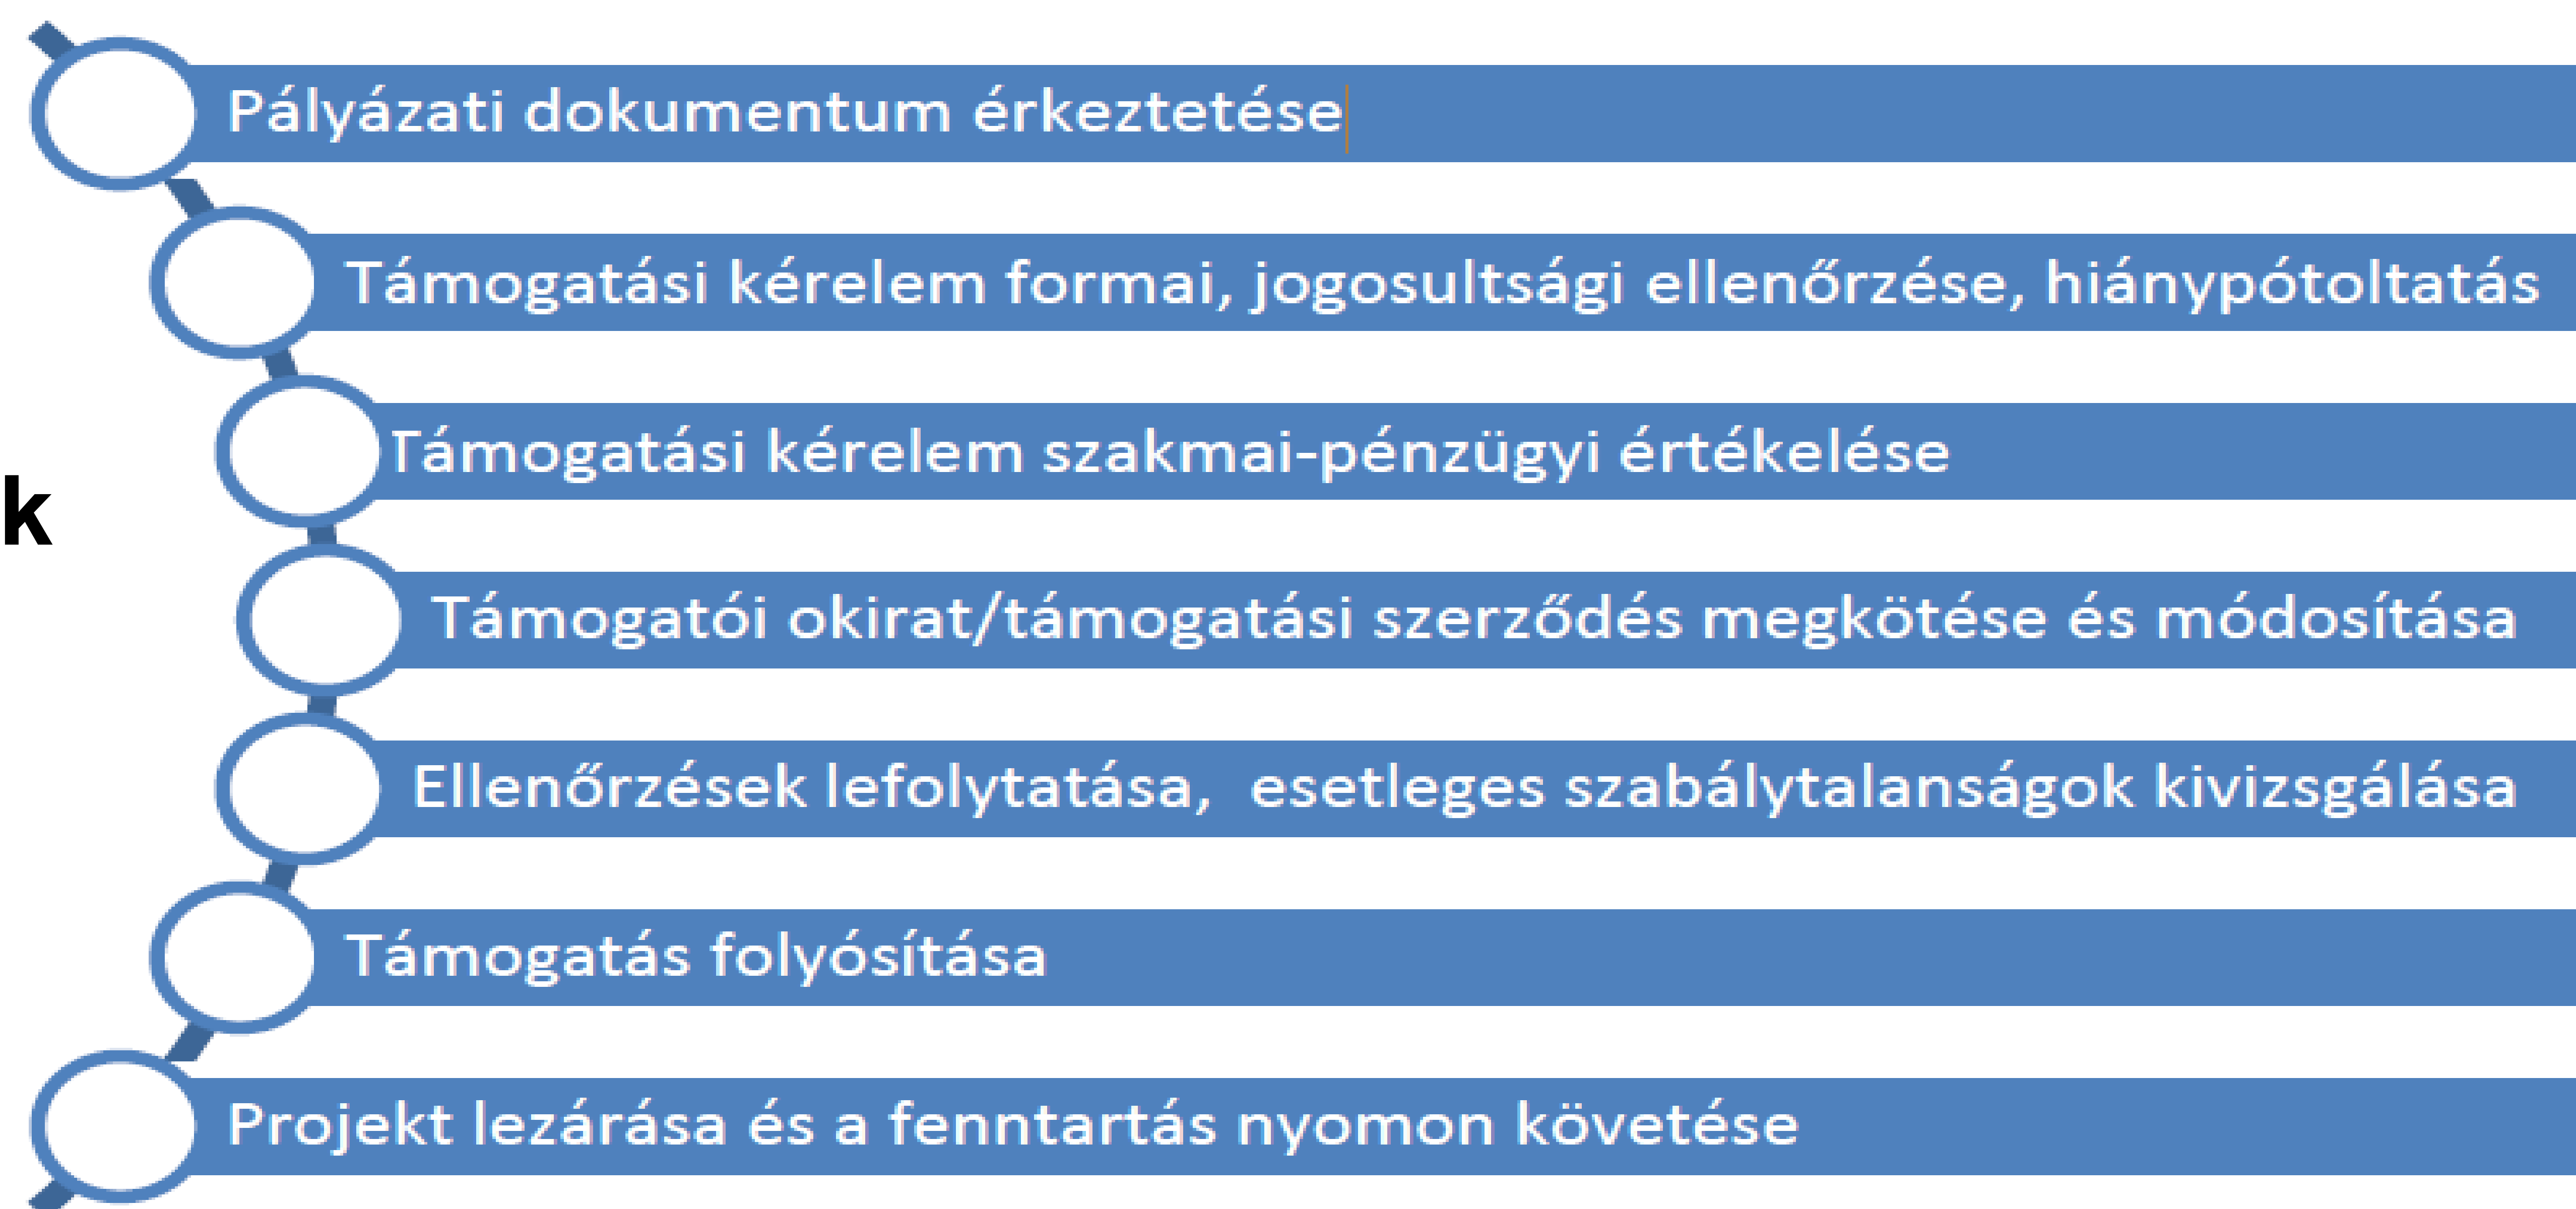 Pályázati dokumentum érkeztetése
Támogatási kérelem formai, jogosultsági ellenőrzése, hiánypótoltatás
Támogatási kérelem szakmai-pénzügyi értékelése
k
Támogatói okirat/támogatási szerződés megkötése és módosítása
Ellenőrzések lefolytatása,  esetleges szabálytalanságok kivizsgálása
Támogatás folyósítása
Projekt lezárása és a fenntartás nyomon követése